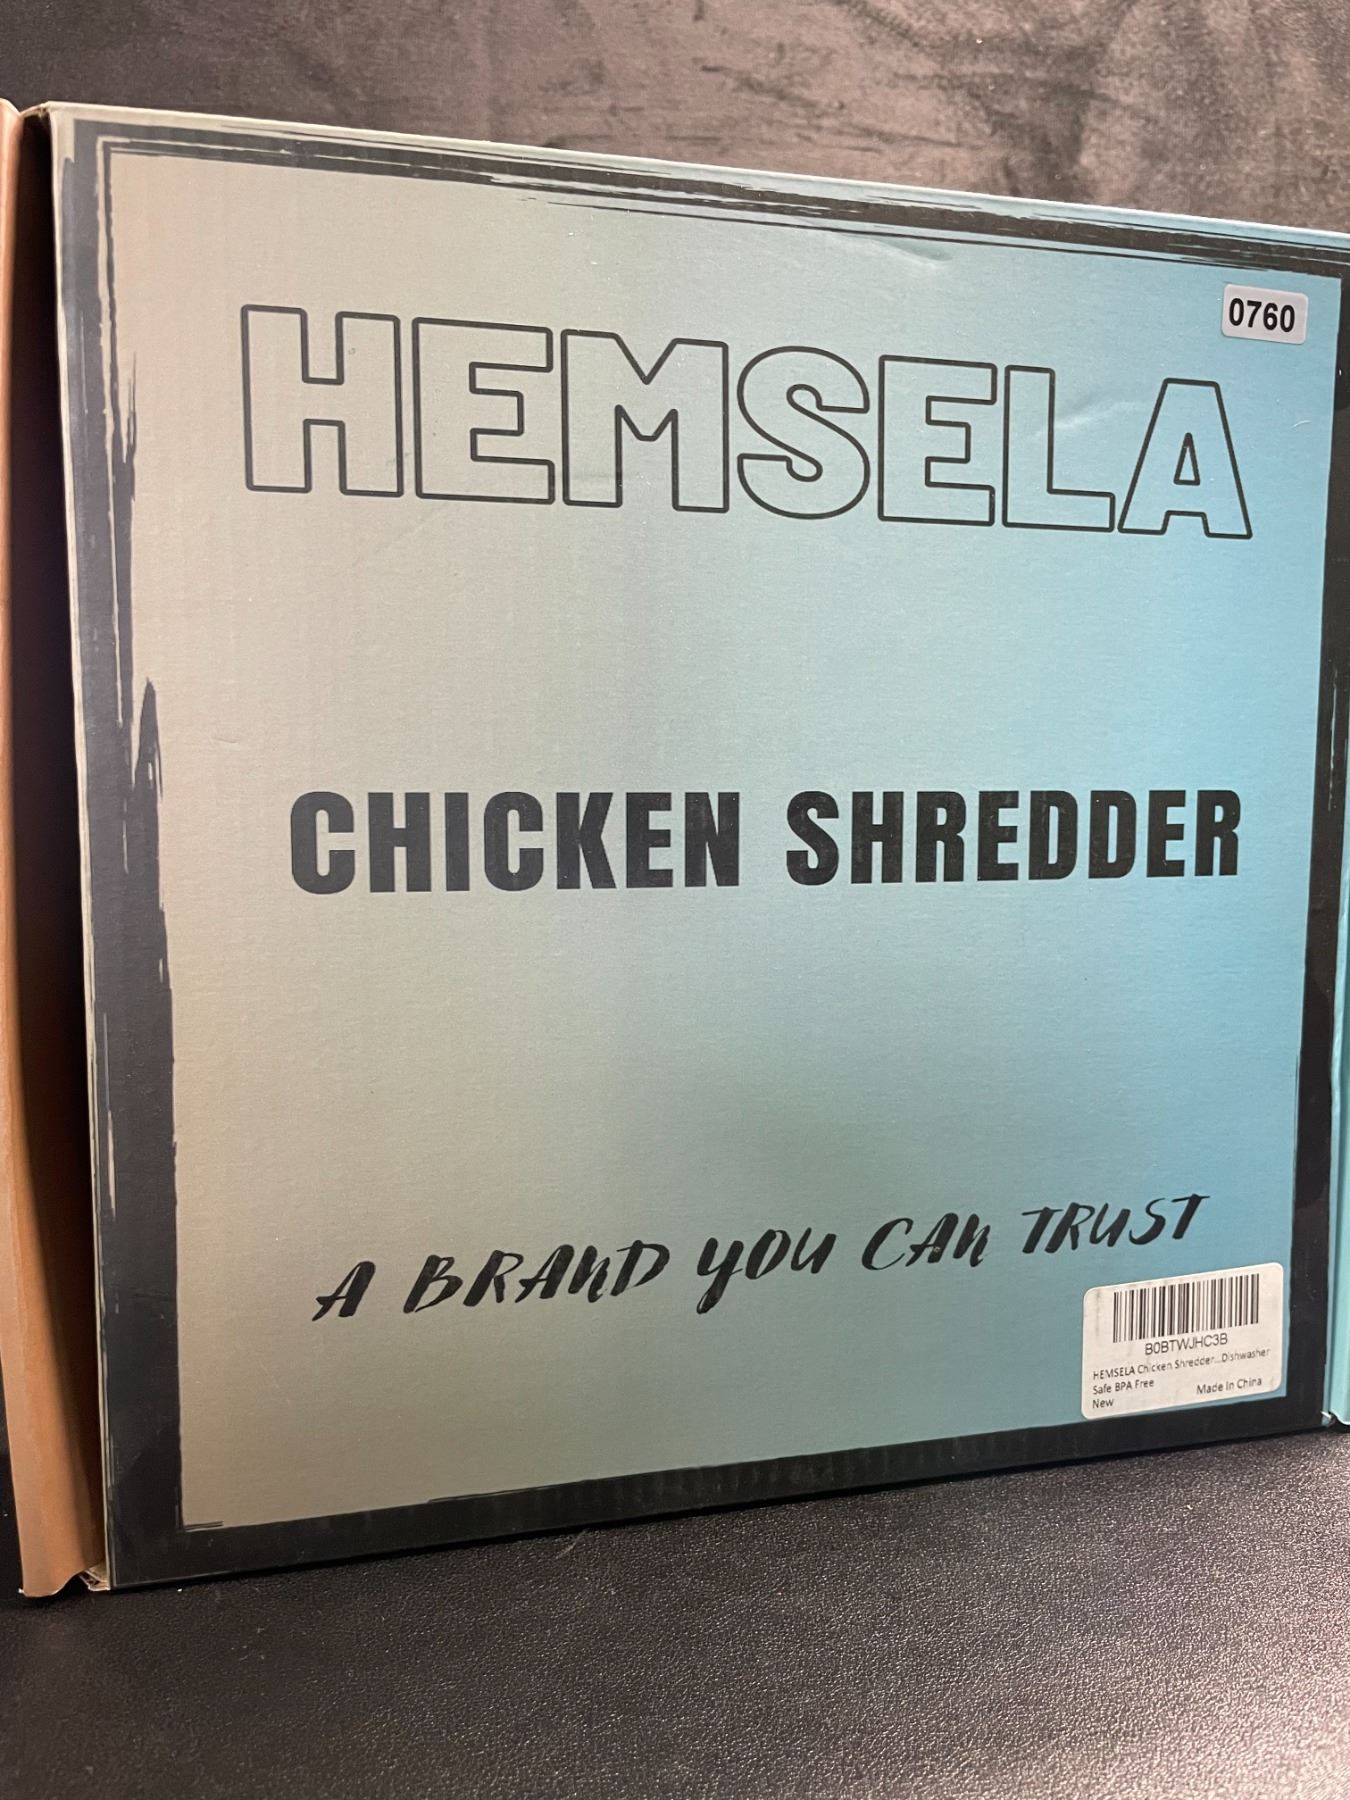 HEMSELA
0760
CHICKEN SHREDDER
A BRAND YOU CAN TRUST
B0BTWJHC3B
HEMSELA Chicken Shredder...Dishwasher
Safe BPA Free
Made In China
New